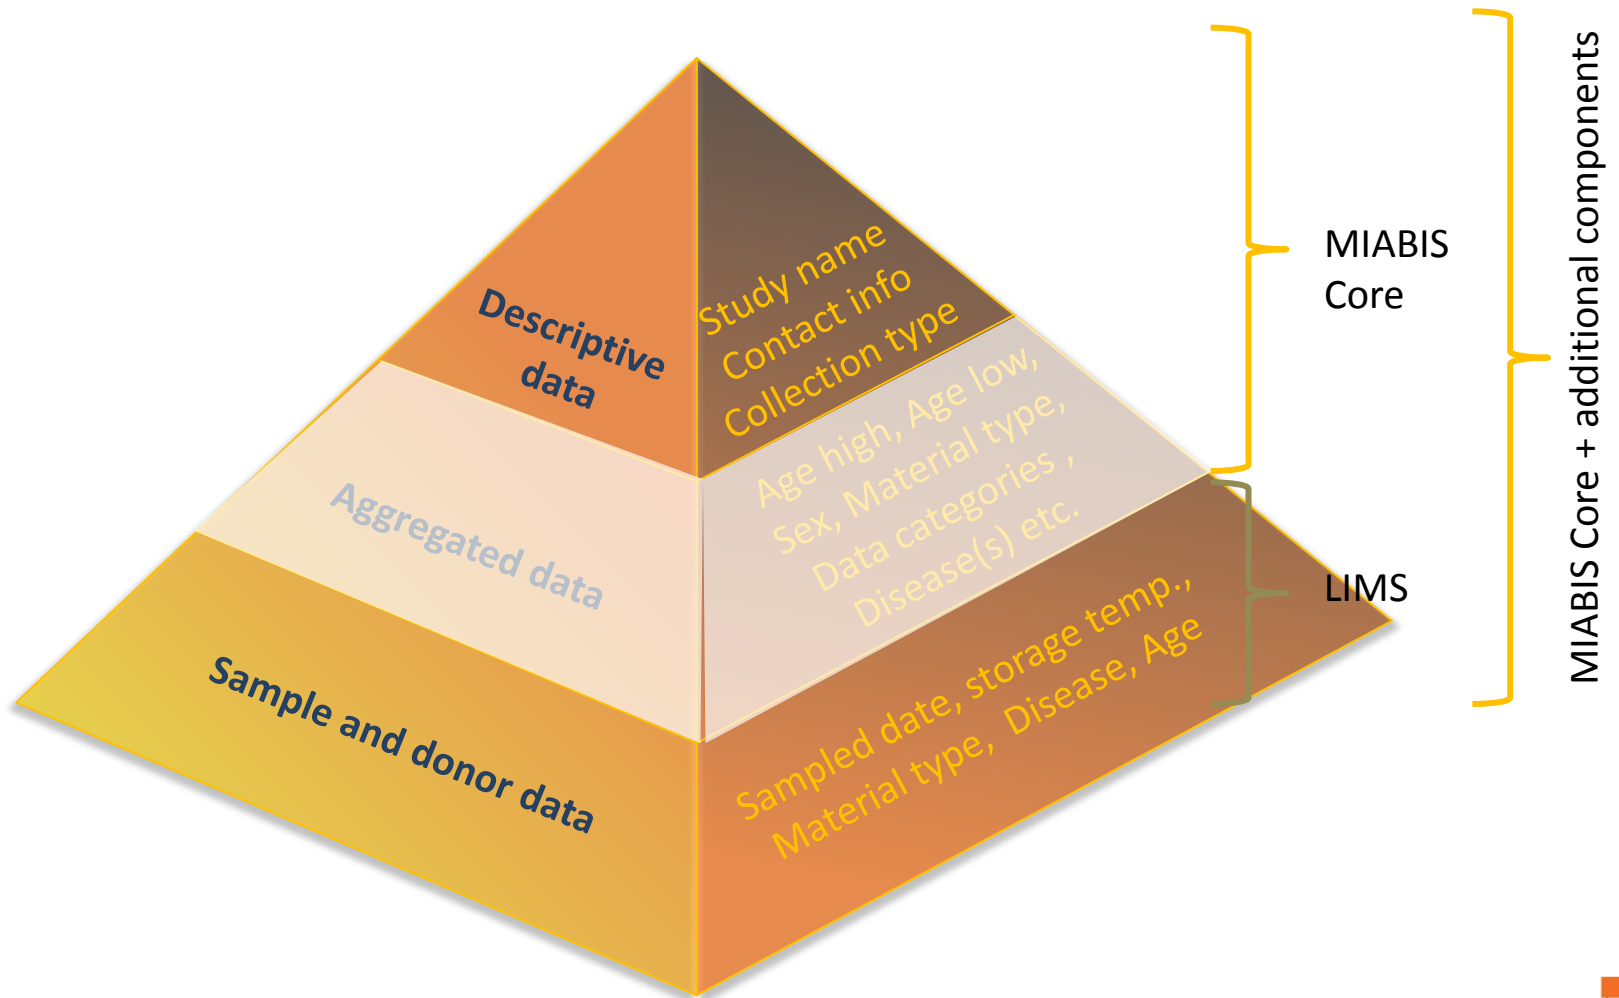 Descriptive
data
Study name
Contact info
Collection type
Aggregated data
Age high, Age low,
Sex, Material type,
Data categories ,
Disease(s) etc.
Sample and donor data
Sampled date, storage temp.,
Material type, Disease, Age
MIABIS
Core
LIMS
MIABIS Core + additional components